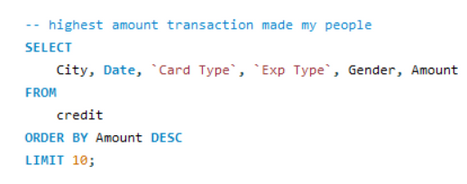 -- highest amount transaction made my people
SELECT
City, Date, `Card Type`, `Exp Type`, Gender, Amount
FROM
credit
ORDER BY Amount DESC
LIMIT 10;